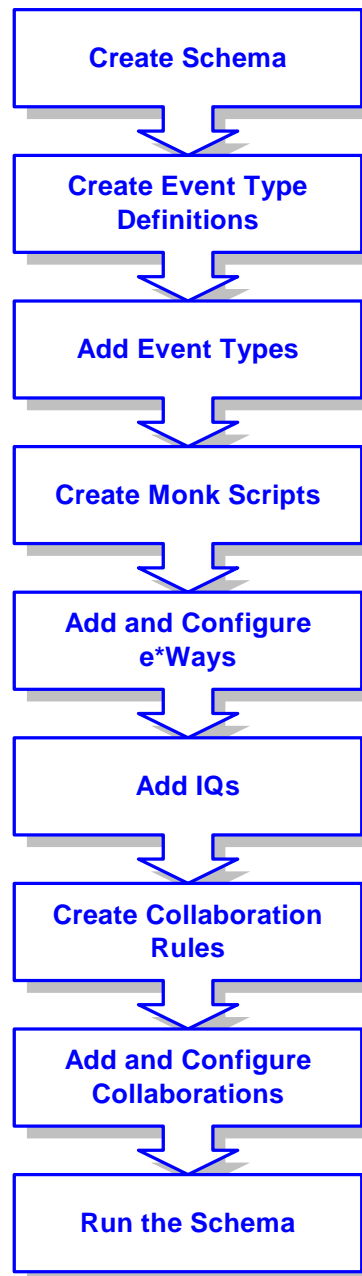 Create Schema
Create Event Type
Definitions
Add Event Types
Create Monk Scripts
Add and Configure
e*Ways
Add IQs
Create Collaboration
Rules
Add and Configure
Collaborations
Run the Schema